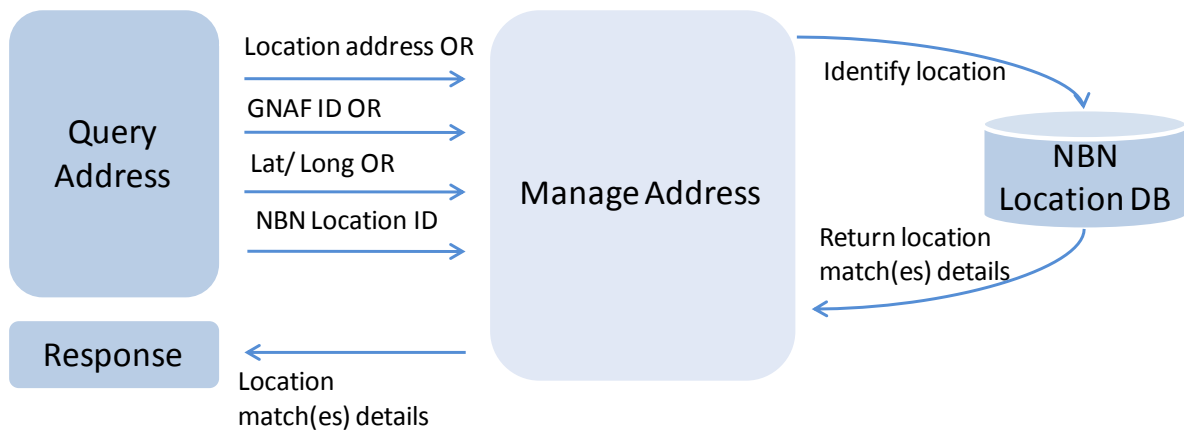 Query
Address
Location address OR
GNAF ID OR
Lat/ Long OR
NBN Location ID
Manage Address
Identify location
NBN
Location DB
Return location
match(es) details
Response
Location
match(es) details